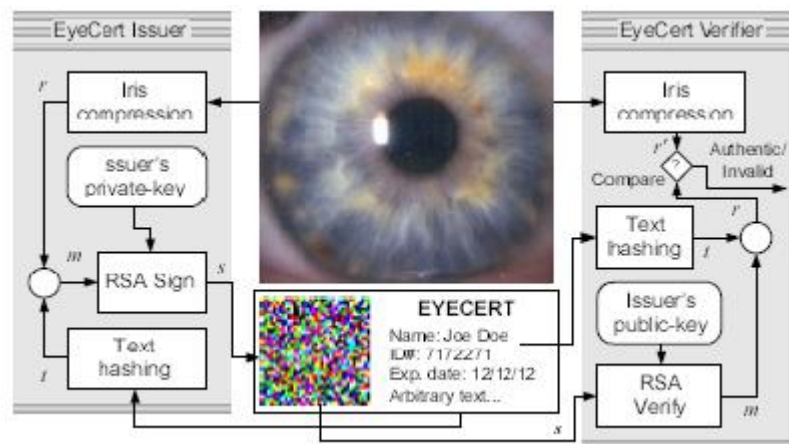 EyeCert Issuer
r
Iris
compression
Issuer's
private-key
m
RSA Sign
s
t
Text
hashing
EYECERT
Name: Joe Doe
ID#: 7172271
Exp. date: 12/12/12
Arbitrary text...
EyeCert Verifier
Iris
compression
r'
?
Compare
Authentic/
Invalid
r
Text
hashing
t
Issuer's
public-key
RSA
Verify
m
s